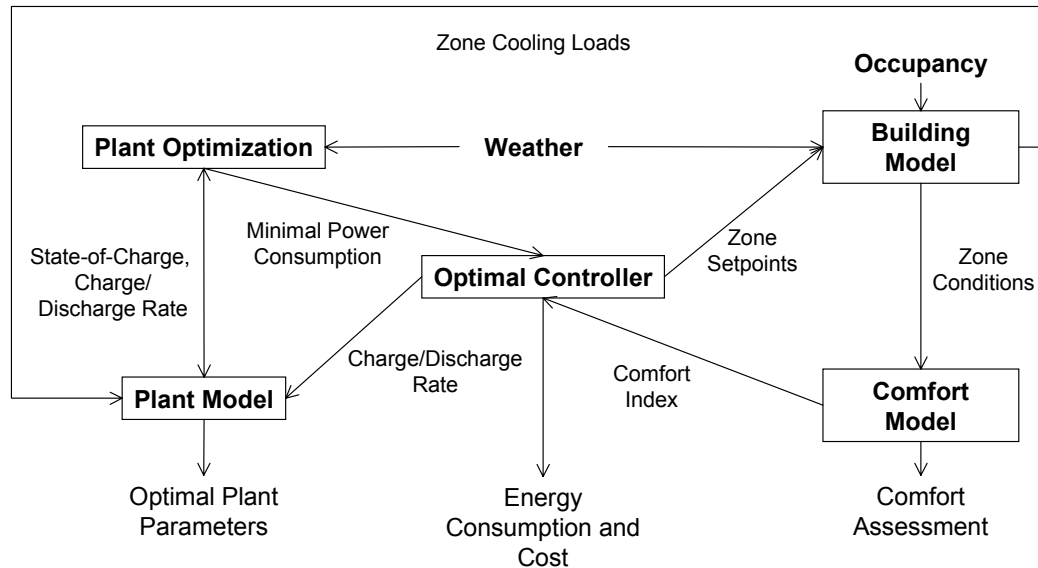 Zone Cooling Loads
Occupancy
Plant Optimization
Weather
Building
Model
Minimal Power
Consumption
State-of-Charge,
Charge/
Discharge Rate
Zone
Setpoints
Optimal Controller
Zone
Conditions
Charge/Discharge
Rate
Comfort
Index
Plant Model
Comfort
Model
Optimal Plant
Parameters
Energy
Consumption and
Cost
Comfort
Assessment